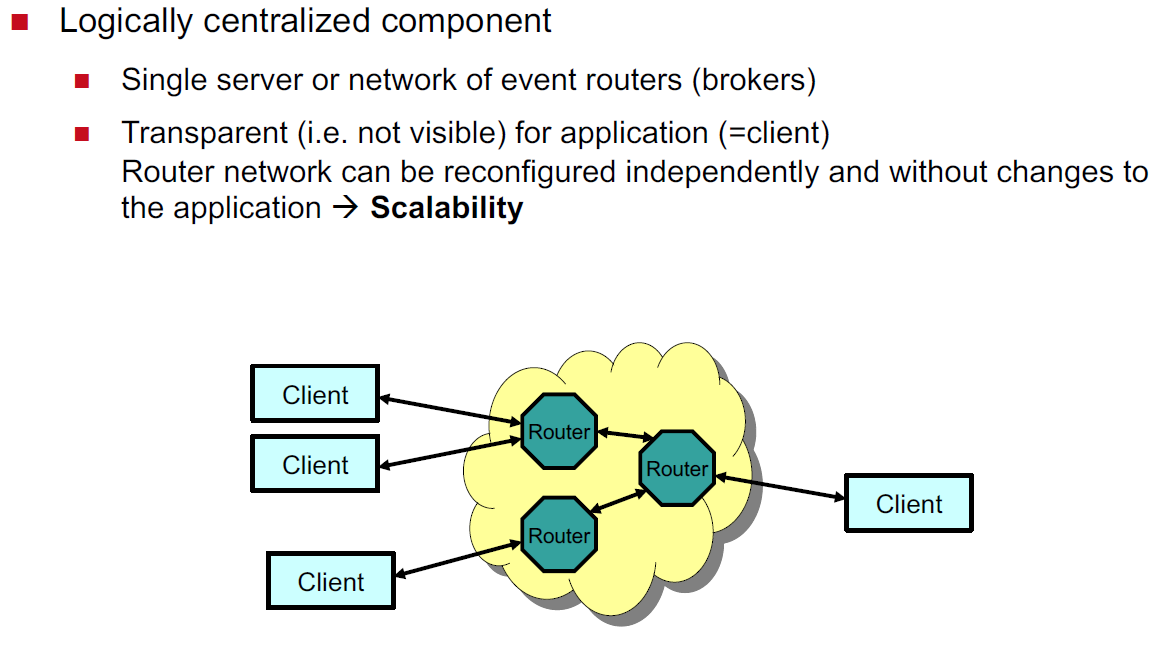 Logically centralized component
Single server or network of event routers (brokers)
Transparent (i.e. not visible) for application (=client)
Router network can be reconfigured independently and without changes to
the application → Scalability
Client
Router
Client
Router
Client
Router
Client